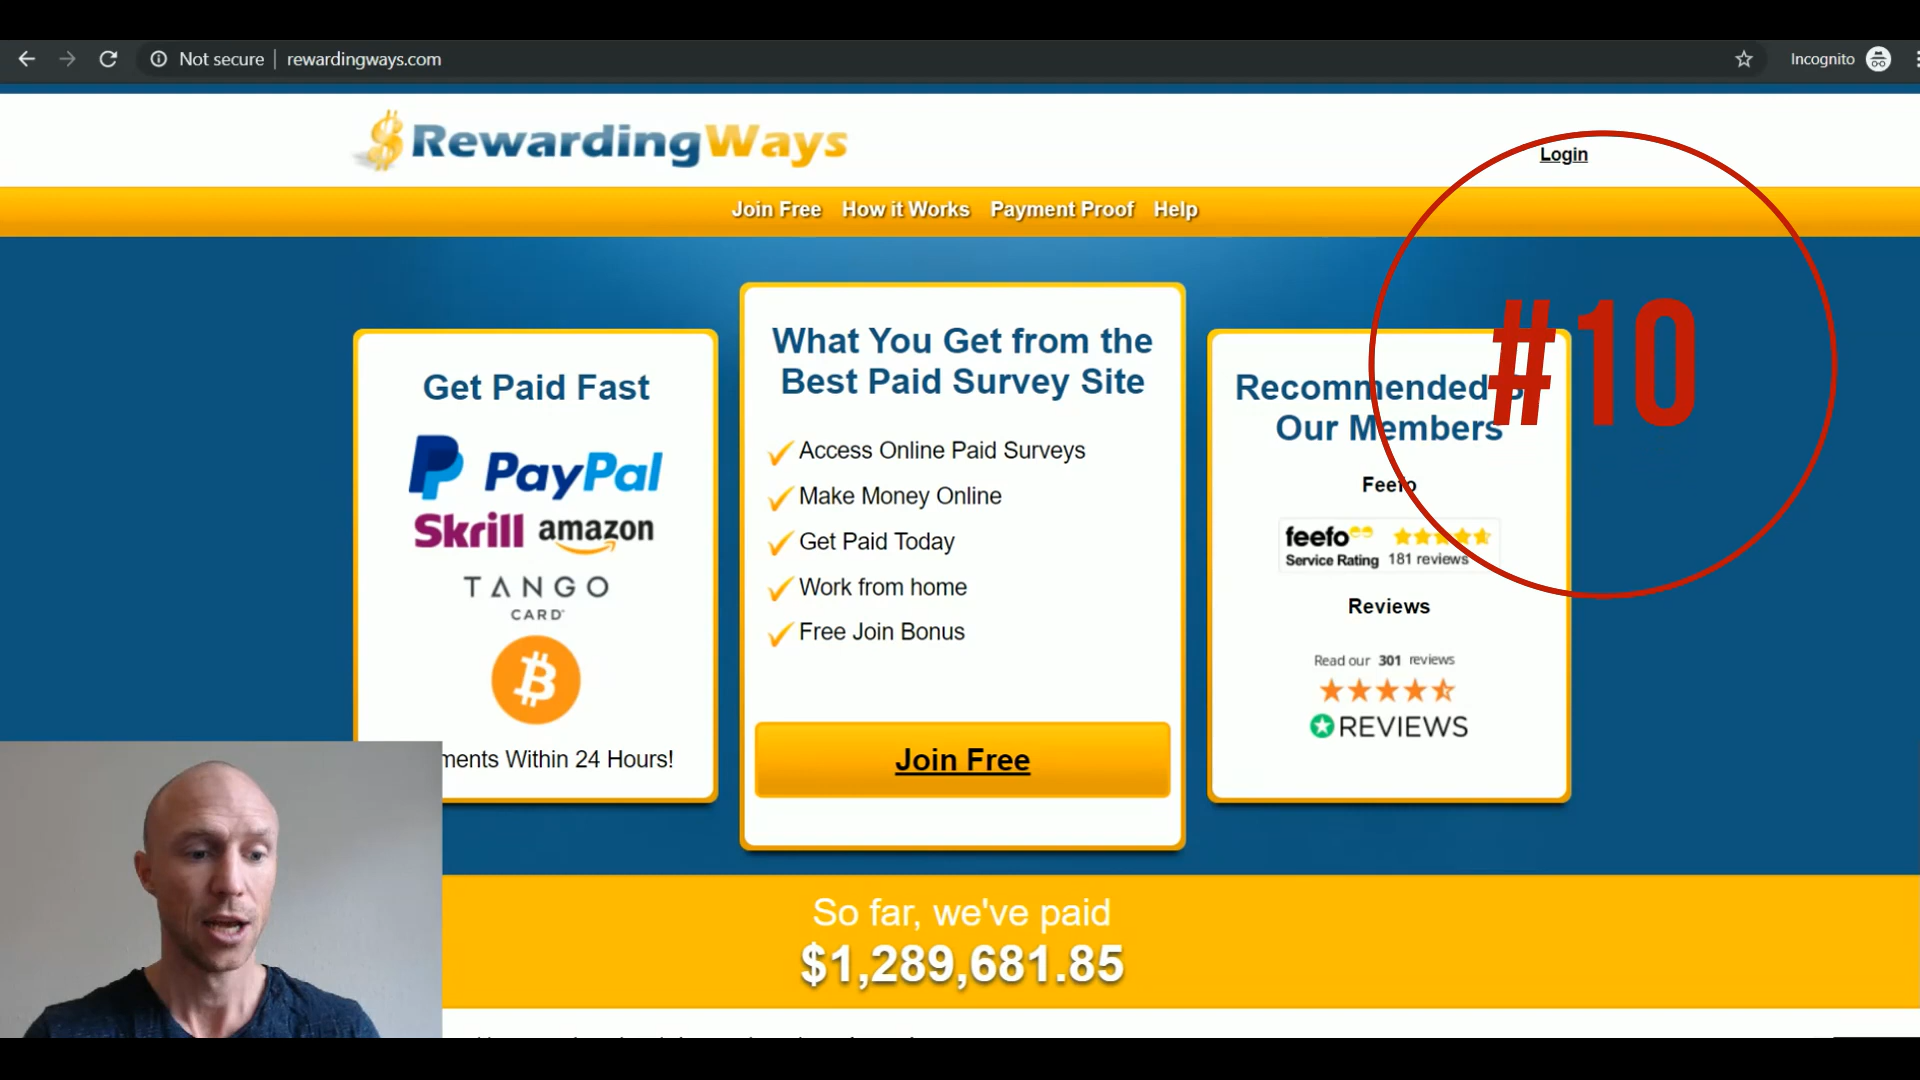 Not secure rewardingways.com
Incognito
RewardingWays
Login
Join Free How it Works Payment Proof Help
Get Paid Fast
PayPal
Skrill amazon
TANGO
CARD
Within 24 Hours!
What You Get from the
Best Paid Survey Site
Access Online Paid Surveys
Make Money Online
Get Paid Today
Work from home
Free Join Bonus
Join Free
#10
Recommended
Our Members
Feefo
feefo
Service Rating 181 reviews
Reviews
Read our 301 reviews
REVIEWS
So far, we've paid
$1,289,681.85